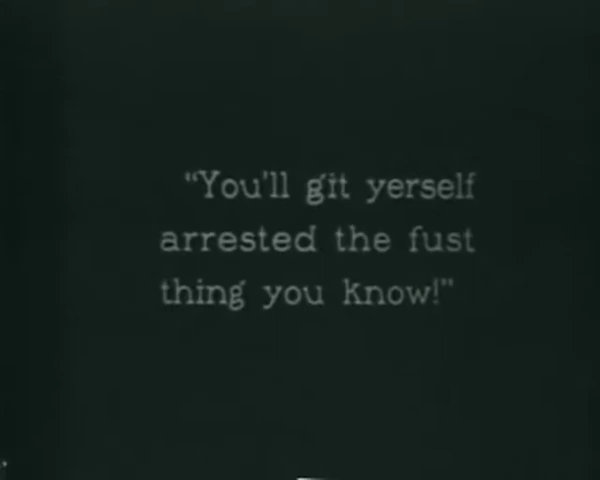 "You'll git yerself
arrested the fust
thing you know!"